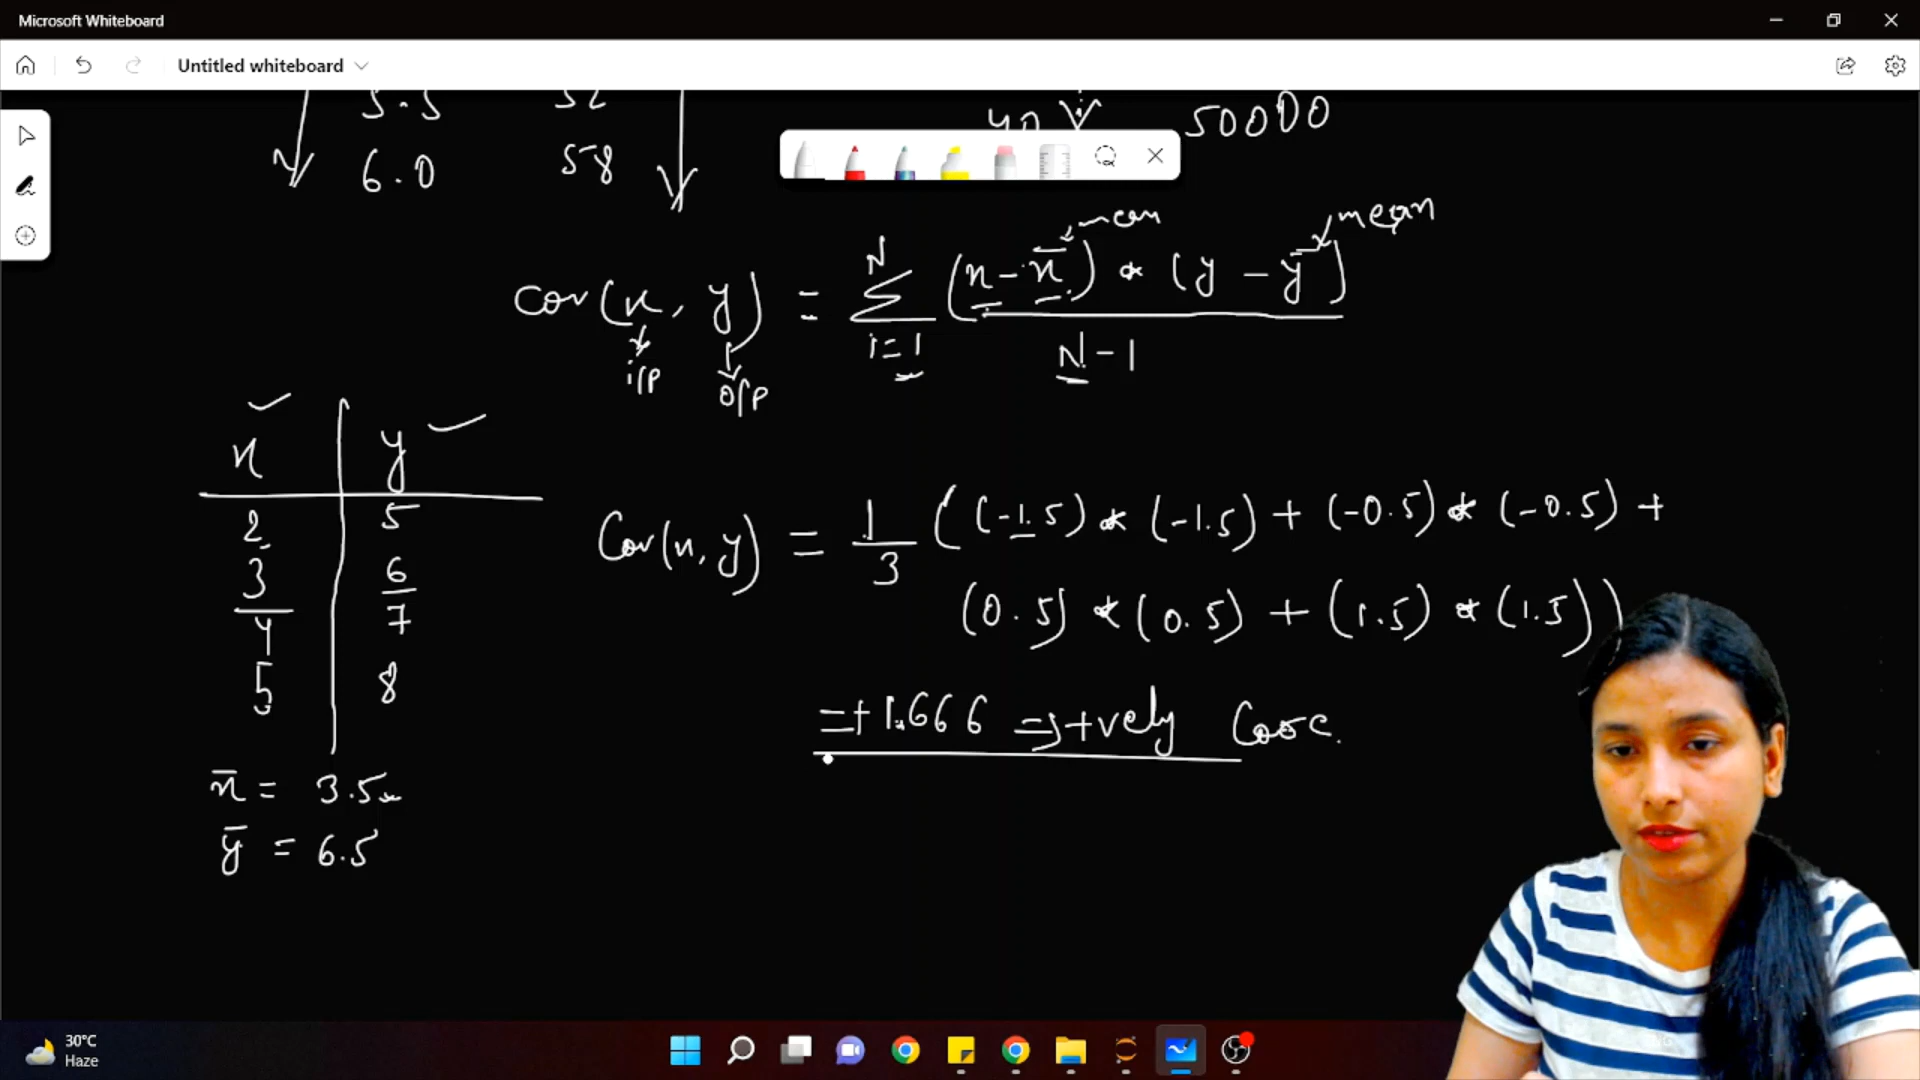 Microsoft Whiteboard
Untitled whiteboard
5.5 52
6.0 58
40 50000
mean mean
cov(x, y) = N Σ i=1 (x - x̄) * (y - ȳ) / N - 1
i/p o/p
x y
2 5
3 6
4 7
5 8
x̄ = 3.5
ȳ = 6.5
Cov(x, y) = 1/3 ((-1.5) * (-1.5) + (-0.5) * (-0.5) +
(0.5) * (0.5) + (1.5) * (1.5))
= +1.666 => +vely
30°C
Haze